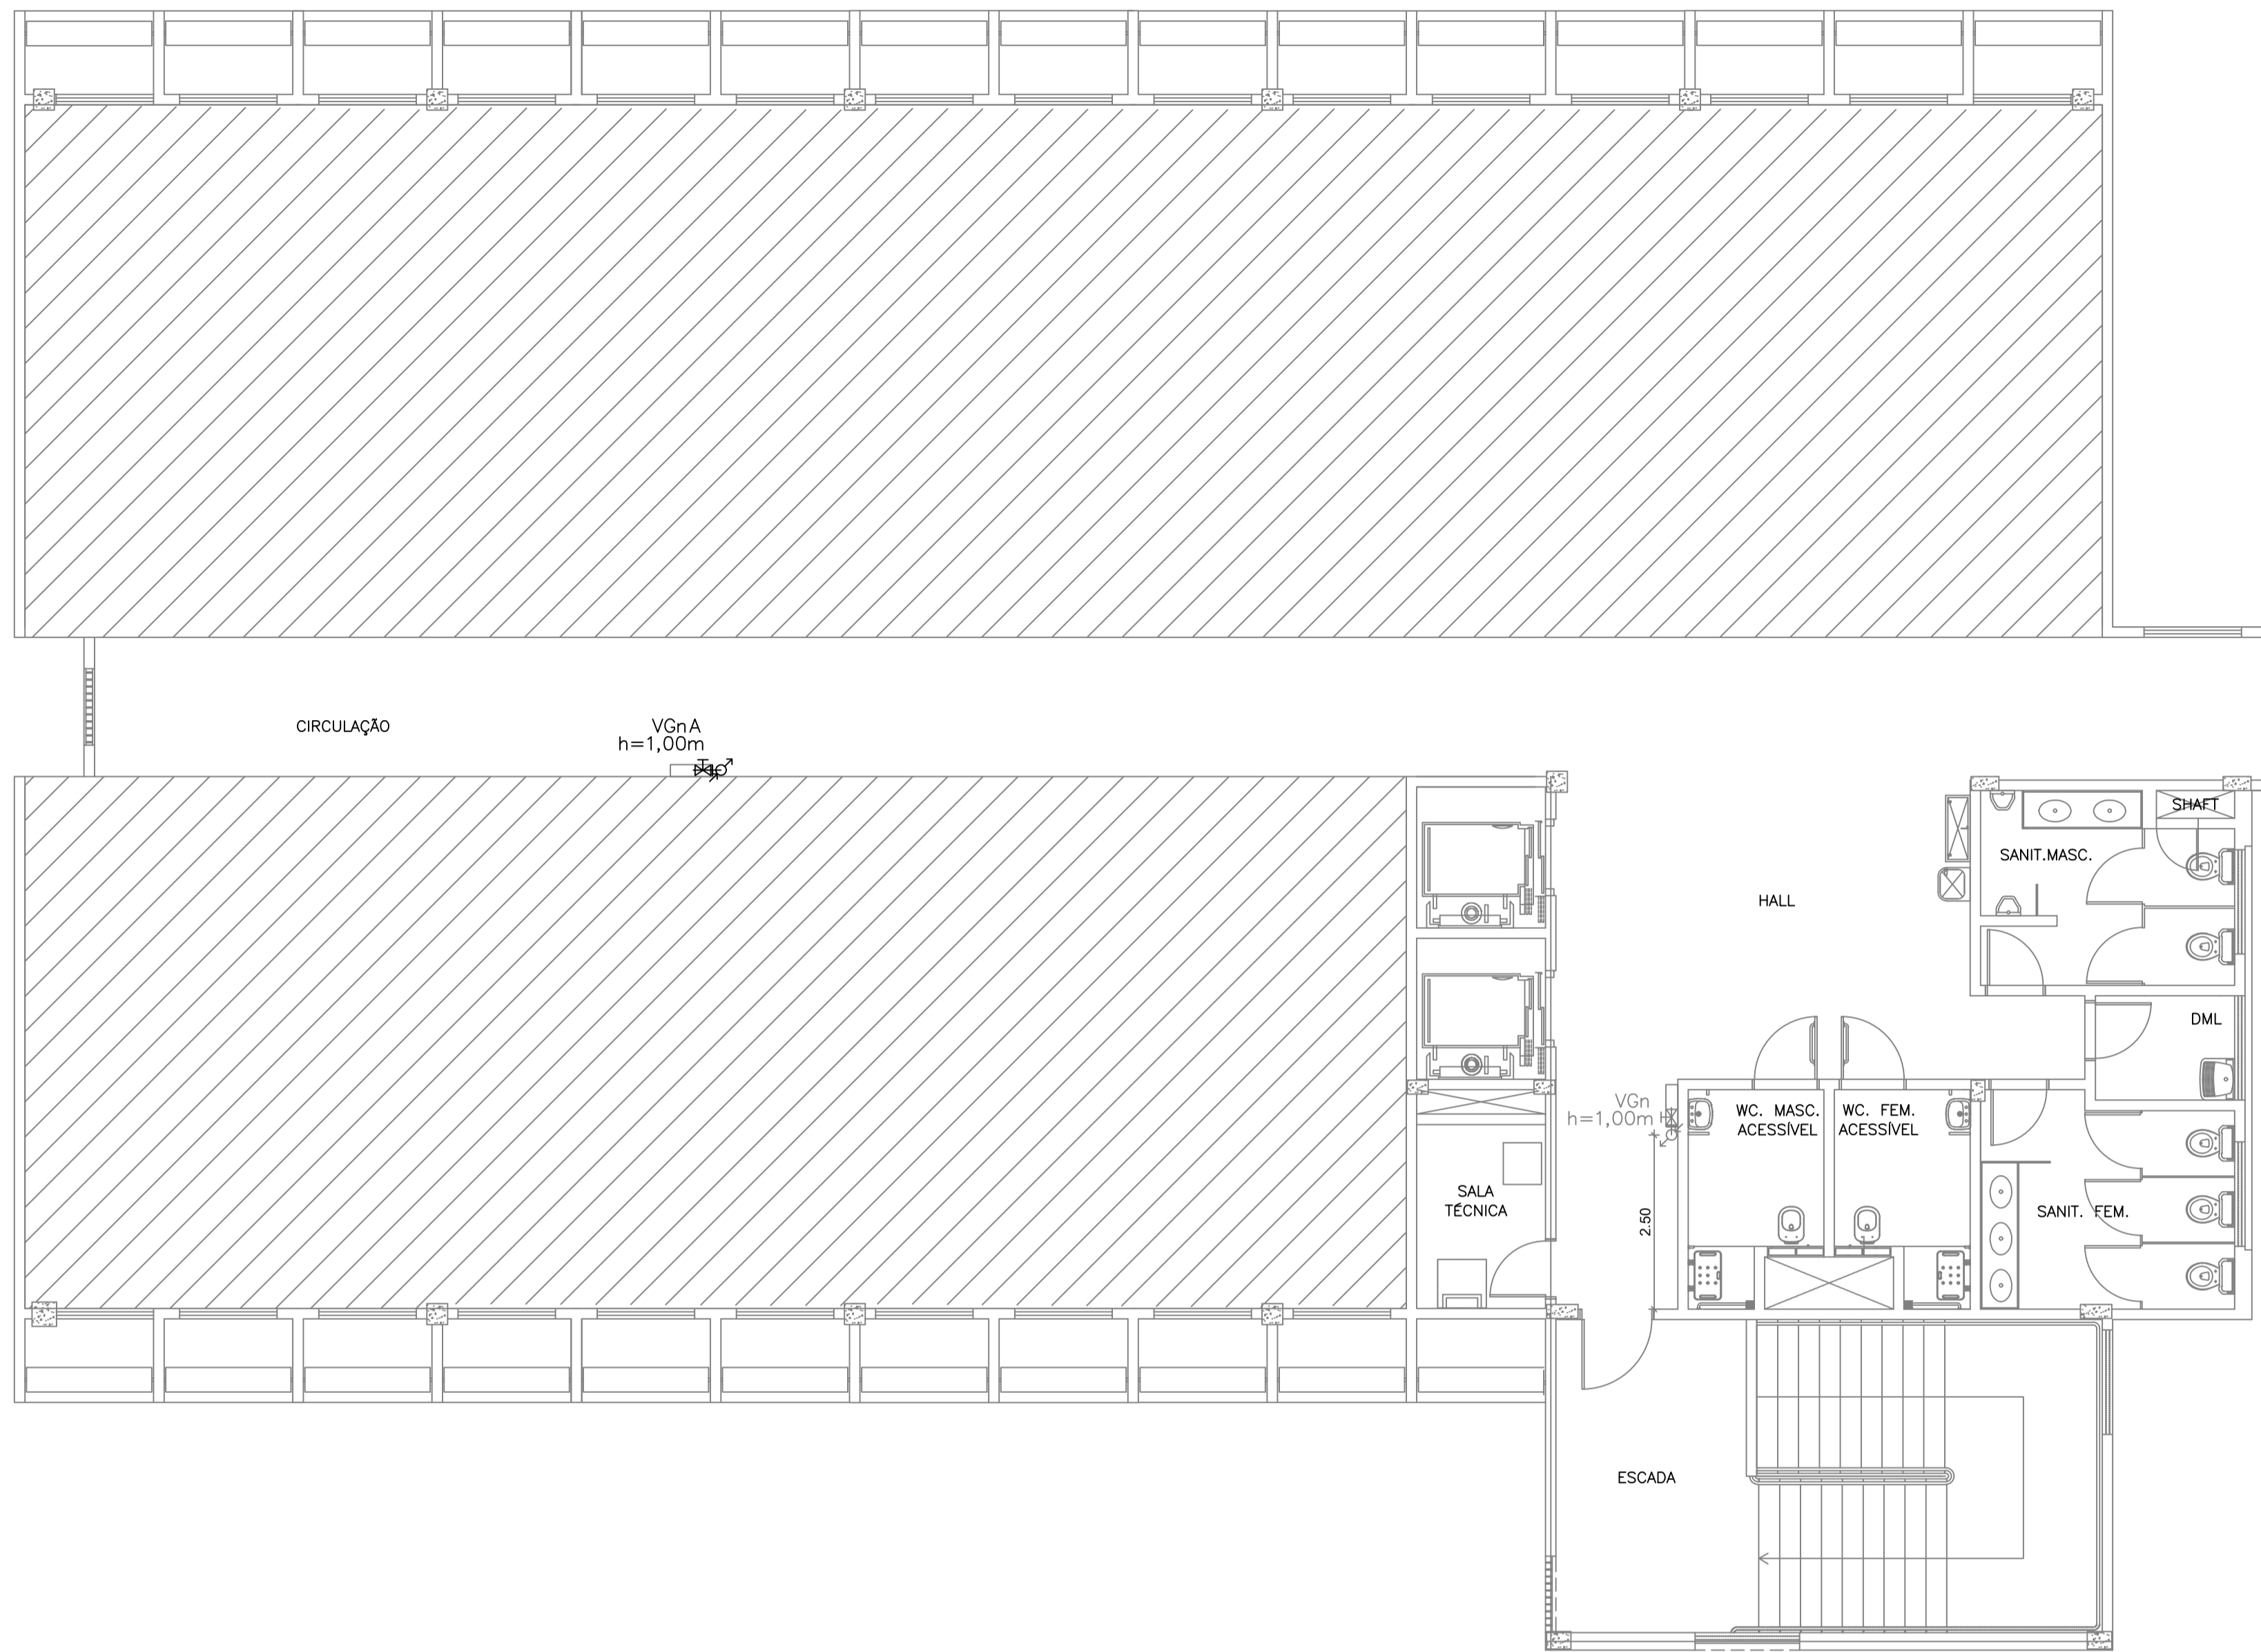 CIRCULAÇÃO
VGnA
h=1,00m
SHAFT
SANIT.MASC.
HALL
DML
VGn
h=1,00m
WC. MASC.
ACESSÍVEL
WC. FEM.
ACESSÍVEL
SALA
TÉCNICA
2.50
SANIT. FEM.
ESCADA